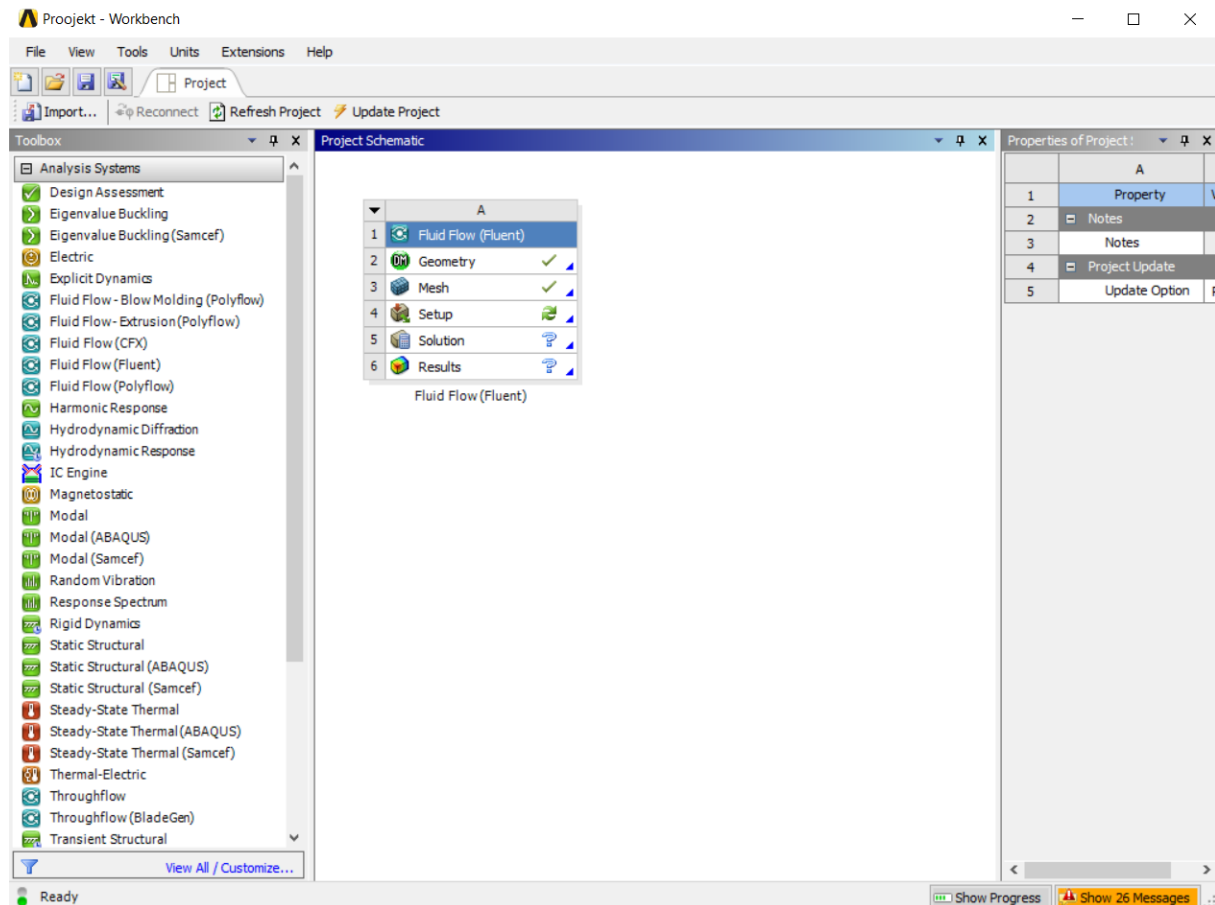 Proojekt - Workbench
File View Tools Units Extensions Help
Project
Import... Reconnect Refresh Project Update Project
Toolbox
Analysis Systems
Design Assessment
Eigenvalue Buckling
Eigenvalue Buckling (Samcef)
Electric
Explicit Dynamics
Fluid Flow - Blow Molding (Polyflow)
Fluid Flow - Extrusion (Polyflow)
Fluid Flow (CFX)
Fluid Flow (Fluent)
Fluid Flow (Polyflow)
Harmonic Response
Hydrodynamic Diffraction
Hydrodynamic Response
IC Engine
Magnetostatic
Modal
Modal (ABAQUS)
Modal (Samcef)
Random Vibration
Response Spectrum
Rigid Dynamics
Static Structural
Static Structural (ABAQUS)
Static Structural (Samcef)
Steady-State Thermal
Steady-State Thermal (ABAQUS)
Steady-State Thermal (Samcef)
Thermal-Electric
Throughflow
Throughflow (BladeGen)
Transient Structural
View All / Customize...
Project Schematic
A
1 Fluid Flow (Fluent)
2 DM Geometry
3 Mesh
4 Setup
5 Solution
6 Results
Fluid Flow (Fluent)
Properties of Project
A
1 Property
2 Notes
3 Notes
4 Project Update
5 Update Option
Ready
Show Progress Show 26 Messages